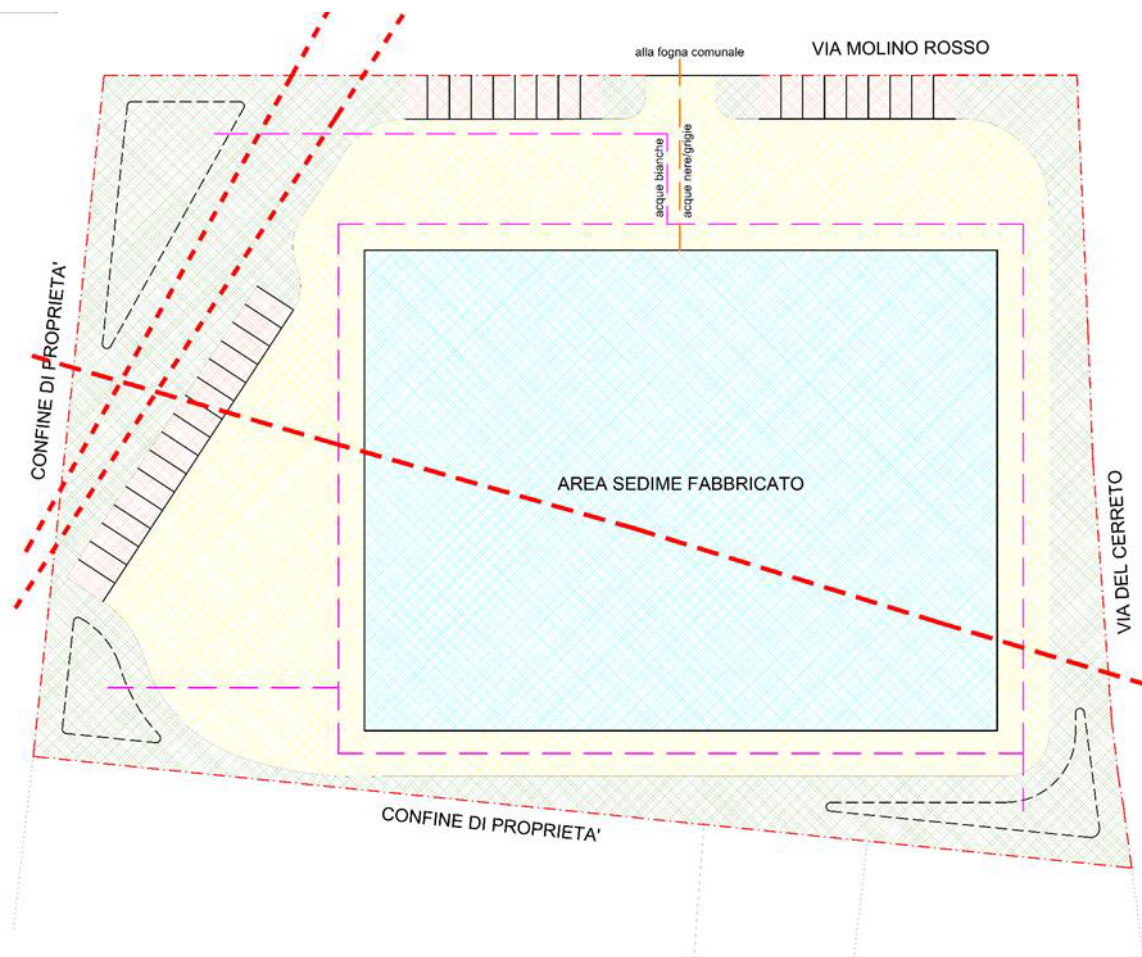 alla fogna comunale
VIA MOLINO ROSSO
acque bianche
acque nere/grigie
CONFINE DI PROPRIETA'
AREA SEDIME FABBRICATO
VIA DEL CERRETO
CONFINE DI PROPRIETA'